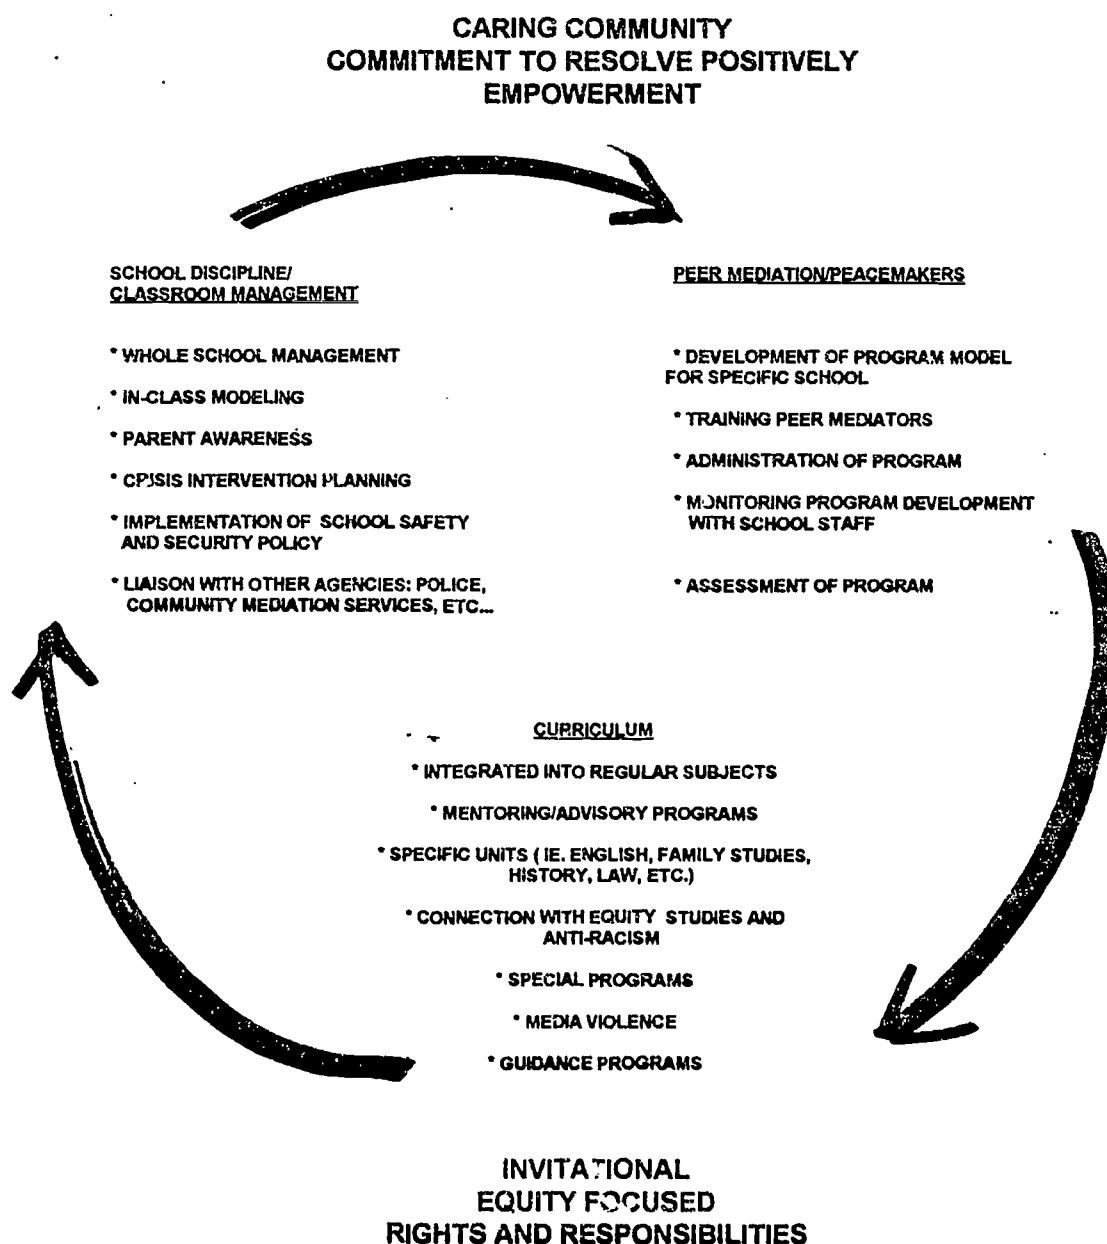 CARING COMMUNITY
COMMITMENT TO RESOLVE POSITIVELY
EMPOWERMENT
SCHOOL DISCIPLINE/
CLASSROOM MANAGEMENT
* WHOLE SCHOOL MANAGEMENT
* IN-CLASS MODELING
* PARENT AWARENESS
* CRISIS INTERVENTION PLANNING
* IMPLEMENTATION OF SCHOOL SAFETY
AND SECURITY POLICY
* LIAISON WITH OTHER AGENCIES: POLICE,
COMMUNITY MEDIATION SERVICES, ETC...
PEER MEDIATION/PEACEMAKERS
* DEVELOPMENT OF PROGRAM MODEL
FOR SPECIFIC SCHOOL
* TRAINING PEER MEDIATORS
* ADMINISTRATION OF PROGRAM
* MONITORING PROGRAM DEVELOPMENT
WITH SCHOOL STAFF
* ASSESSMENT OF PROGRAM
CURRICULUM
* INTEGRATED INTO REGULAR SUBJECTS
* MENTORING/ADVISORY PROGRAMS
* SPECIFIC UNITS ( IE. ENGLISH, FAMILY STUDIES,
HISTORY, LAW, ETC.)
* CONNECTION WITH EQUITY STUDIES AND
ANTI-RACISM
* SPECIAL PROGRAMS
* MEDIA VIOLENCE
* GUIDANCE PROGRAMS
INVITATIONAL
EQUITY FOCUSED
RIGHTS AND RESPONSIBILITIES